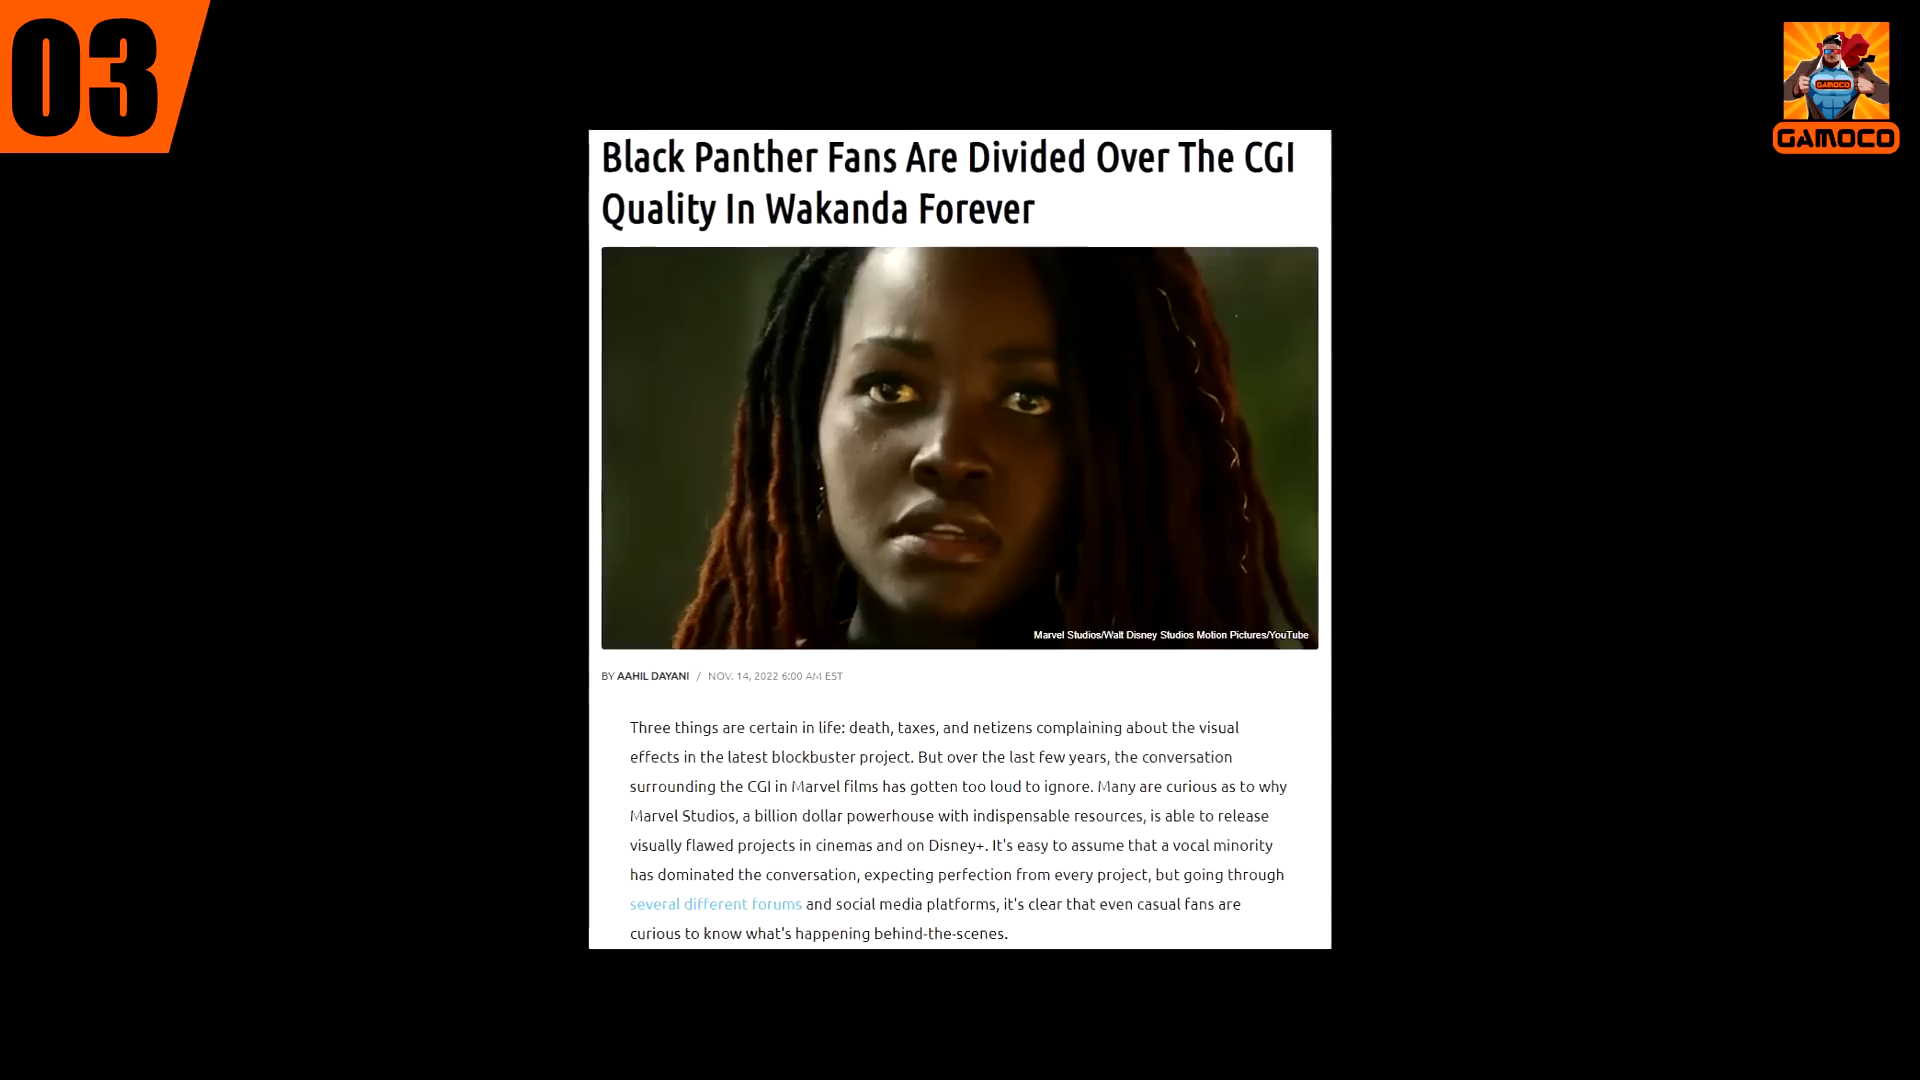 03
GAMOCO
GAMOCO
Black Panther Fans Are Divided Over The CGI
Quality In Wakanda Forever
Marvel Studios/Walt Disney Studios Motion Pictures/YouTube
BY AAHIL DAYANI / NOV. 14, 2022 6:00 AM EST
Three things are certain in life: death, taxes, and netizens complaining about the visual
effects in the latest blockbuster project. But over the last few years, the conversation
surrounding the CGI in Marvel films has gotten too loud to ignore. Many are curious as to why
Marvel Studios, a billion dollar powerhouse with indispensable resources, is able to release
visually flawed projects in cinemas and on Disney+. It's easy to assume that a vocal minority
has dominated the conversation, expecting perfection from every project, but going through
several different forums and social media platforms, it's clear that even casual fans are
curious to know what's happening behind-the-scenes.